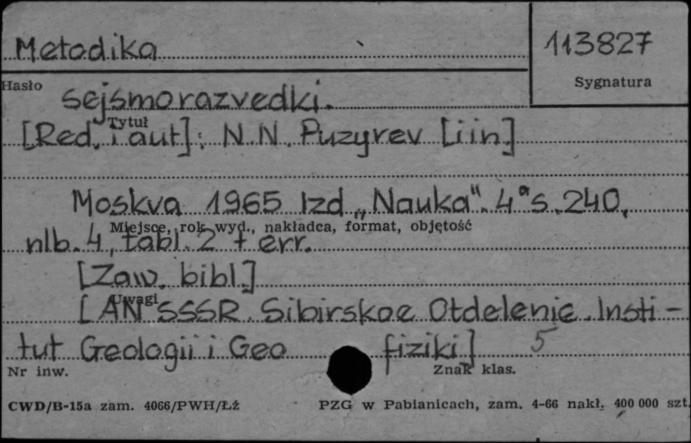 Metodika
113827
Hasło
Sygnatura
sejsmorazvedki.
Tytuł
[Red. i aut]: N.N. Puzyrev [i in]
Moskva 1965 Izd „Nauka". 4° s. 240,
Miejsce, rok wyd., nakładca, format, objętość
nlb. 4, tabl. 2 + err.
[Zaw. bibl.]
Uwagi
[AN SSSR. Sibirskoe Otdelenie. Insti-
tut Geologii i Geo fiziki] 5
Nr inw.
Znak klas.
CWD/B-15a zam. 4066/PWH/Łź
PZG w Pabianicach, zam. 4-66 nakł. 400 000 szt.